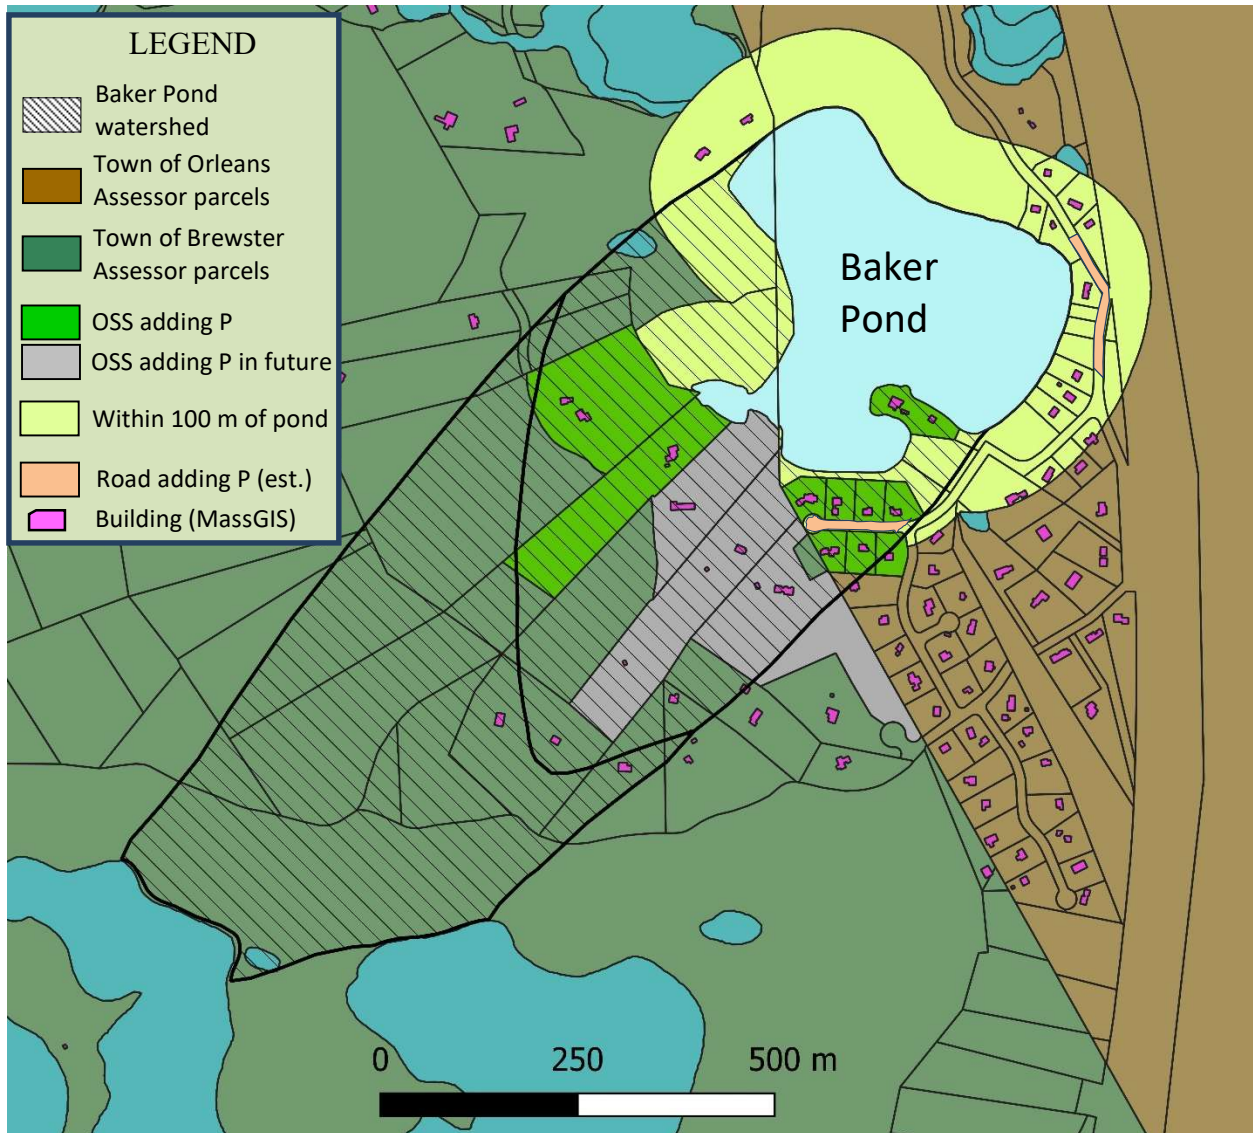 LEGEND
Baker Pond
watershed
Town of Orleans
Assessor parcels
Town of Brewster
Assessor parcels
OSS adding P
OSS adding P in future
Within 100 m of pond
Road adding P (est.)
Building (MassGIS)
Baker
Pond
0 250 500 m